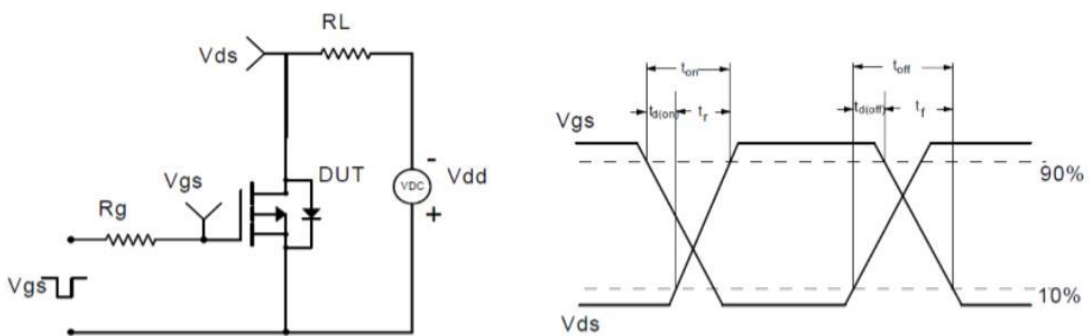 RL
Vds
-
Vdd
+
VDC
DUT
Vgs
Rg
Vgs
ton
toff
td(on)
tr
td(off)
tf
Vgs
90%
10%
Vds